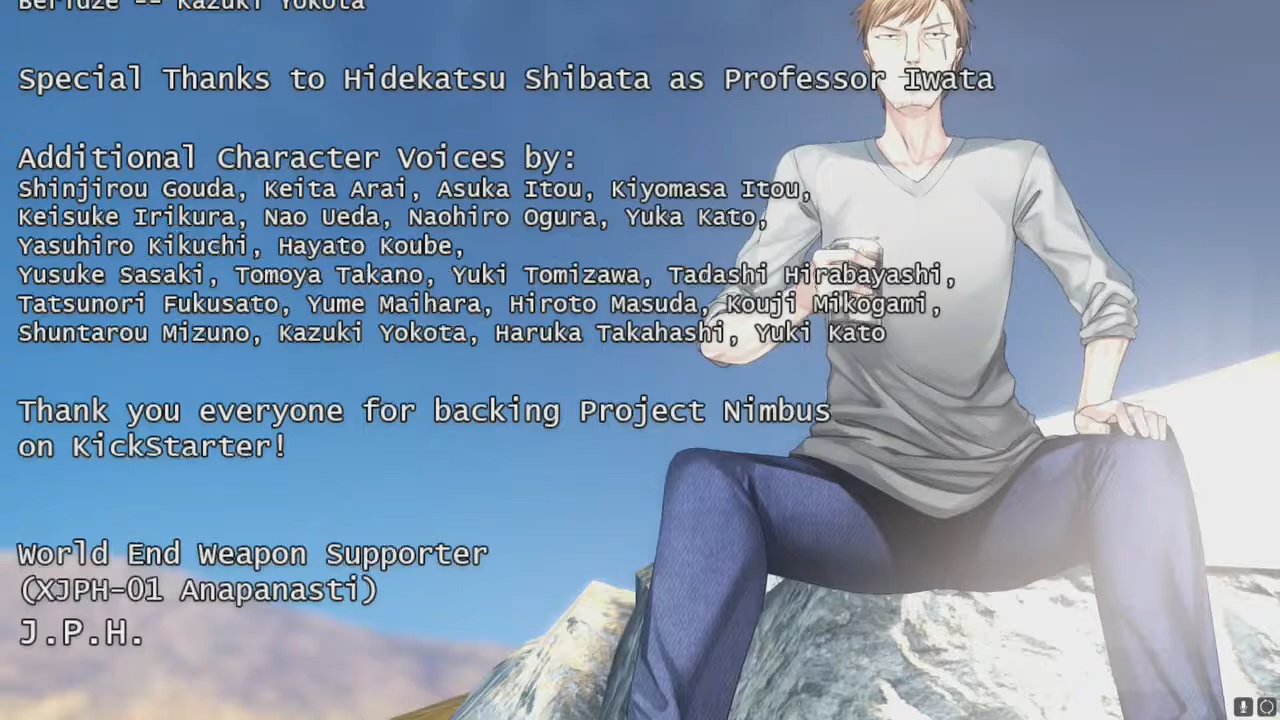 Beridze -- Kazuki Yokota
Special Thanks to Hidekatsu Shibata as Professor Iwata
Additional Character Voices by:
Shinjirou Gouda, Keita Arai, Asuka Itou, Kiyomasa Itou,
Keisuke Irikura, Nao Ueda, Naohiro Ogura, Yuka Kato,
Yasuhiro Kikuchi, Hayato Koube,
Yusuke Sasaki, Tomoya Takano, Yuki Tomizawa, Tadashi Hirabayashi,
Tatsunori Fukusato, Yume Maihara, Hiroto Masuda, Kouji Mikogami,
Shuntarou Mizuno, Kazuki Yokota, Haruka Takahashi, Yuki Kato
Thank you everyone for backing Project Nimbus
on KickStarter!
World End Weapon Supporter
(XJPH-01 Anapanasti)
J.P.H.